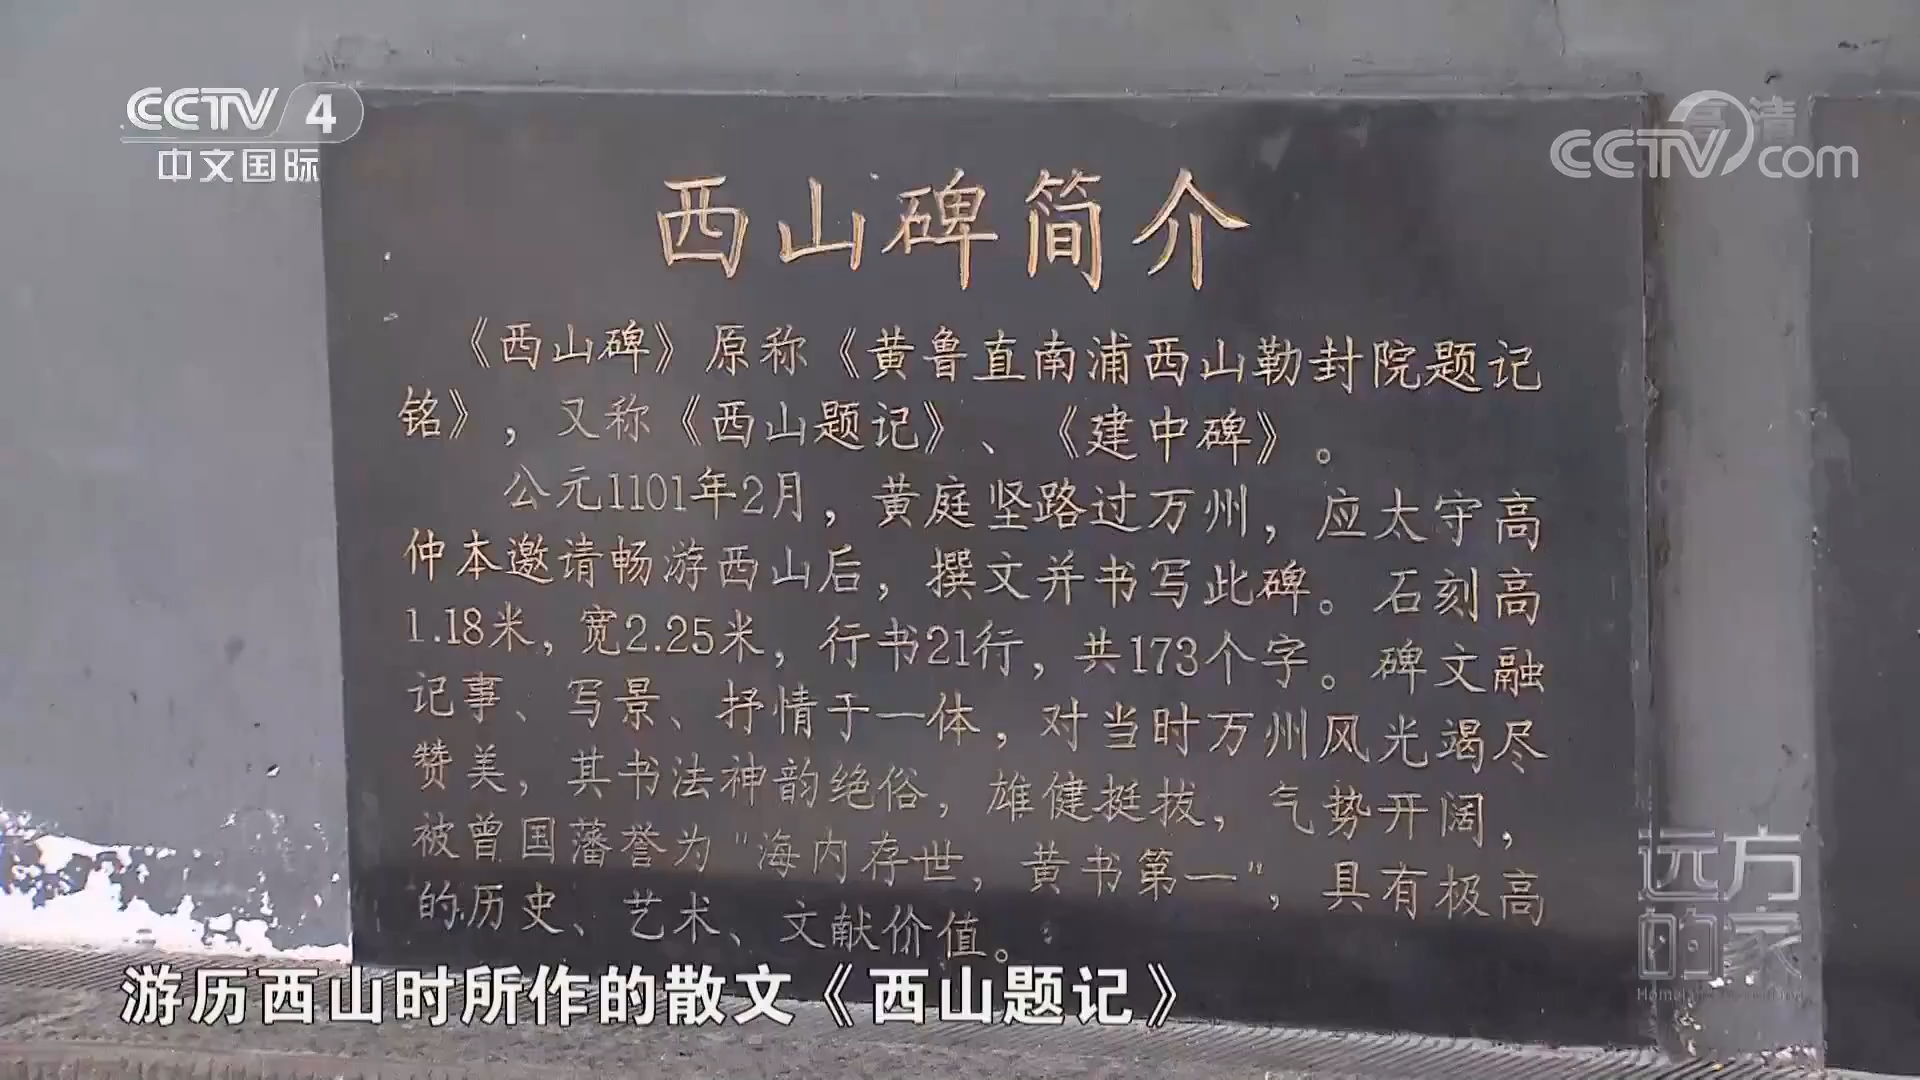 CCTV 4
中文国际
高清
CCTV com
西山碑简介
《西山碑》原称《黄鲁直南浦西山勒封院题记
铭》，又称《西山题记》、《建中碑》。
公元1101年2月，黄庭坚路过万州，应太守高
仲本邀请畅游西山后，撰文并书写此碑。石刻高
1.18米，宽2.25米，行书21行，共173个字。碑文融
记事、写景、抒情于一体，对当时万州风光竭尽
赞美，其书法神韵绝俗，雄健挺拔，气势开阔，
被曾国藩誉为"海内存世，黄书第一"，具有极高
的历史、艺术、文献价值。
远方
的家
游历西山时所作的散文《西山题记》